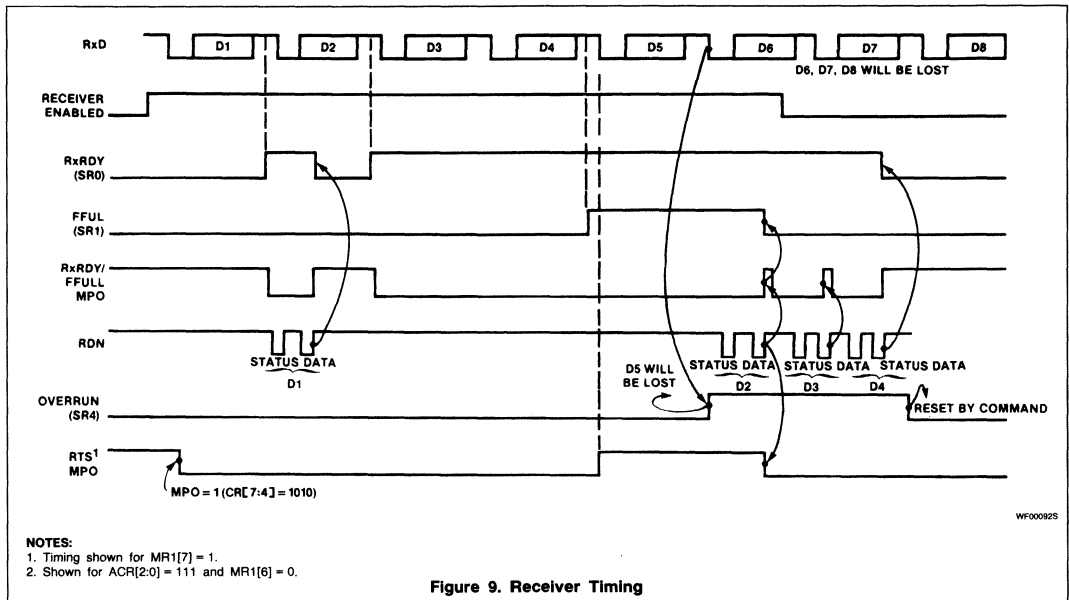 RxD
D1 D2 D3 D4 D5 D6 D7 D8
D6, D7, D8 WILL BE LOST
RECEIVER
ENABLED
RxRDY
(SR0)
FFUL
(SR1)
RxRDY/
FFULL
MPO
RDN
STATUS DATA
D1
STATUS DATA
D2
STATUS DATA
D3
STATUS DATA
D4
D5 WILL
BE LOST
OVERRUN
(SR4)
RESET BY COMMAND
RTS¹
MPO
MPO = 1 (CR[7:4] = 1010)
WF00092S
NOTES:
1. Timing shown for MR1[7] = 1.
2. Shown for ACR[2:0] = 111 and MR1[6] = 0.
Figure 9. Receiver Timing